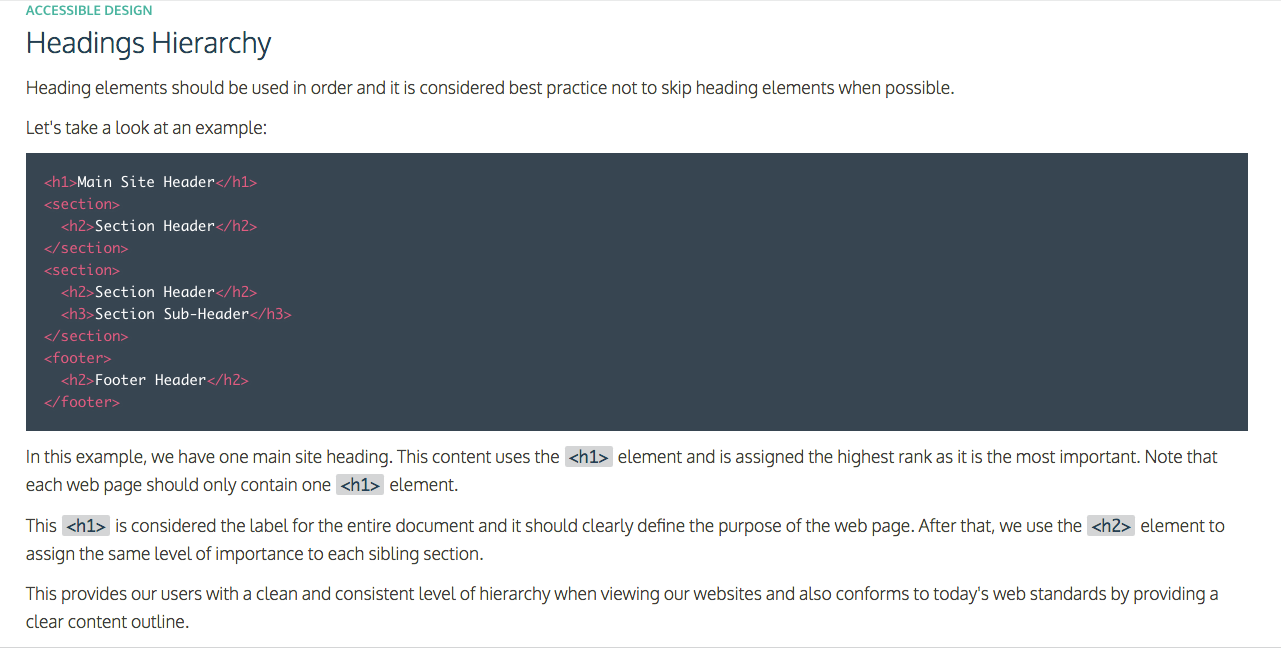 ACCESSIBLE DESIGN
Headings Hierarchy
Heading elements should be used in order and it is considered best practice not to skip heading elements when possible.
Let's take a look at an example:
<h1>Main Site Header</h1>
<section>
  <h2>Section Header</h2>
</section>
<section>
  <h2>Section Header</h2>
  <h3>Section Sub-Header</h3>
</section>
<footer>
  <h2>Footer Header</h2>
</footer>
In this example, we have one main site heading. This content uses the <h1> element and is assigned the highest rank as it is the most important. Note that
each web page should only contain one <h1> element.
This <h1> is considered the label for the entire document and it should clearly define the purpose of the web page. After that, we use the <h2> element to
assign the same level of importance to each sibling section.
This provides our users with a clean and consistent level of hierarchy when viewing our websites and also conforms to today's web standards by providing a
clear content outline.